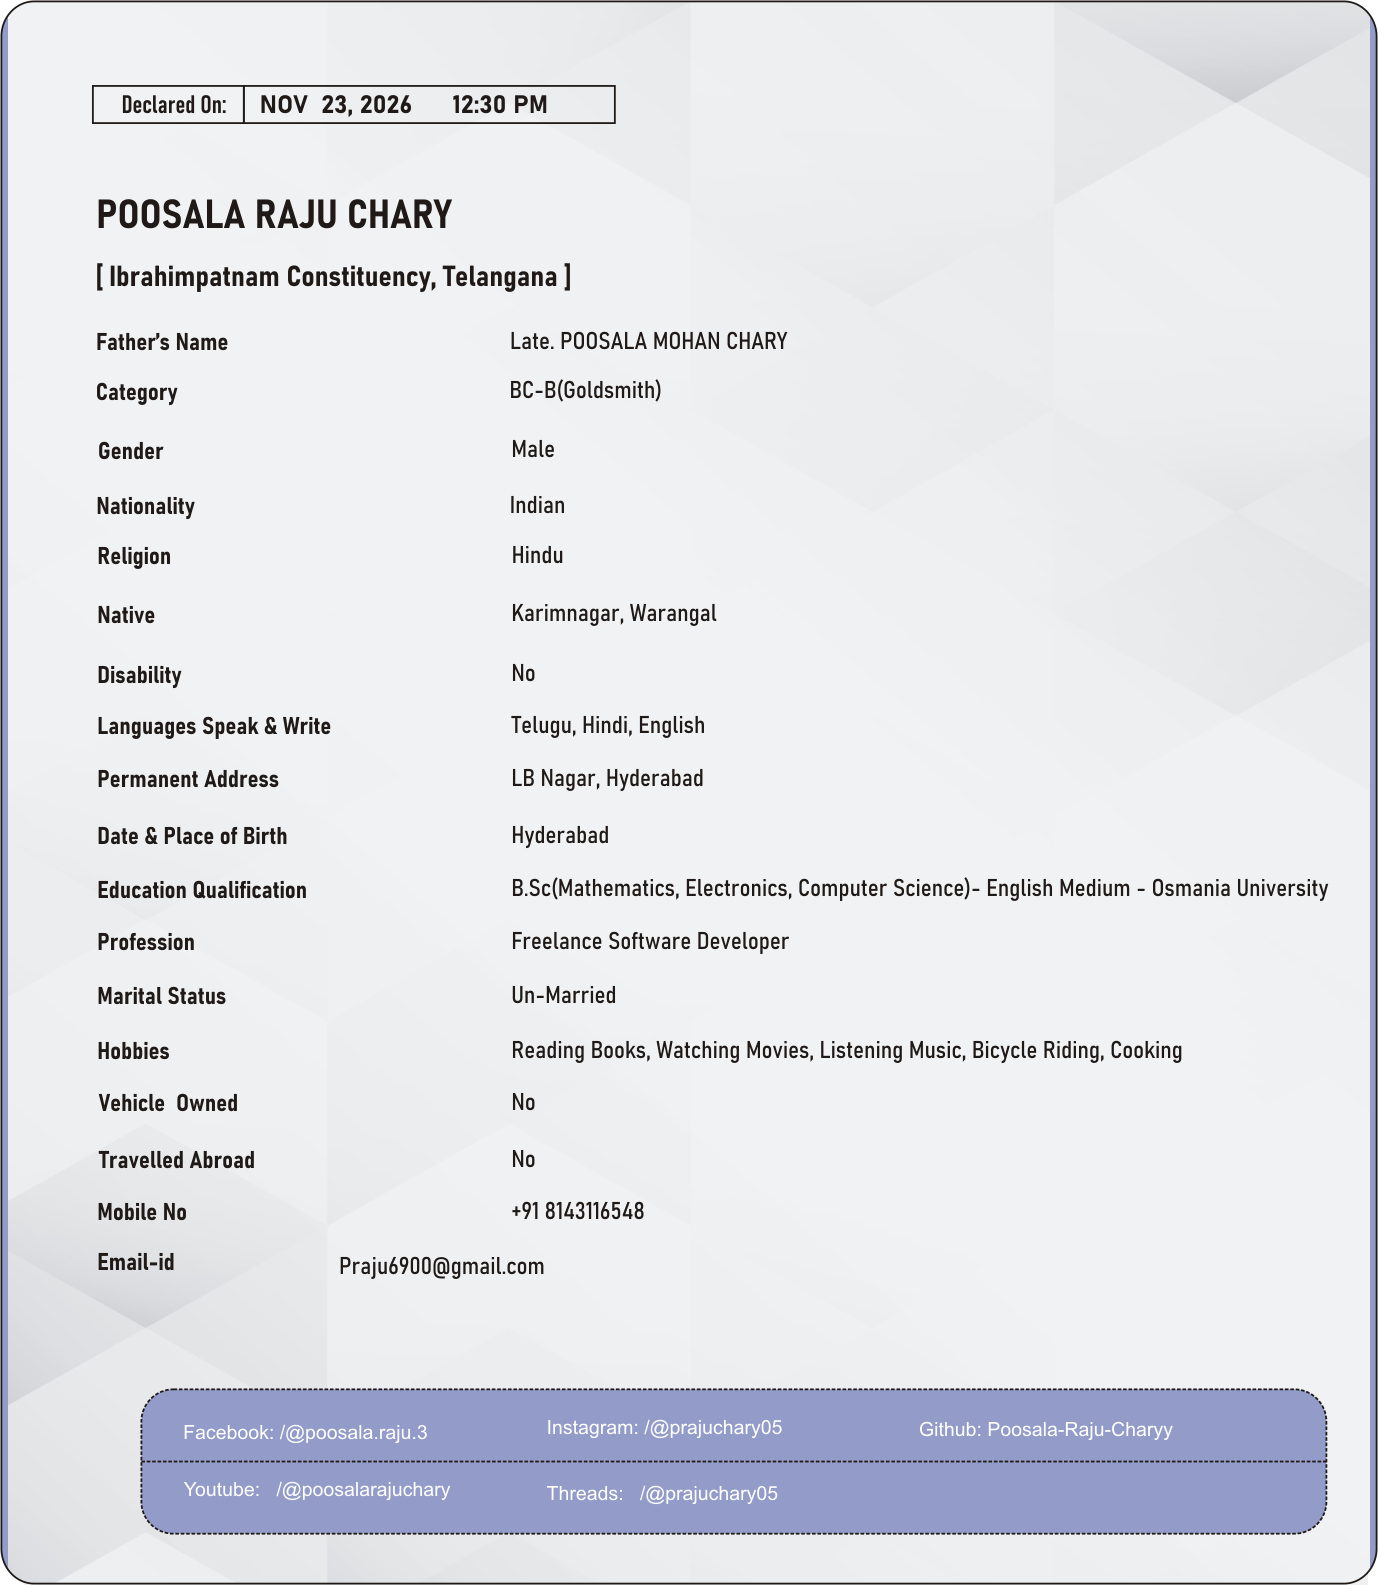 Declared On: NOV 23, 2026 12:30 PM
POOSALA RAJU CHARY
[ Ibrahimpatnam Constituency, Telangana ]
Father's Name Late. POOSALA MOHAN CHARY
Category BC-B(Goldsmith)
Gender Male
Nationality Indian
Religion Hindu
Native Karimnagar, Warangal
Disability No
Languages Speak & Write Telugu, Hindi, English
Permanent Address LB Nagar, Hyderabad
Date & Place of Birth Hyderabad
Education Qualification B.Sc(Mathematics, Electronics, Computer Science)- English Medium - Osmania University
Profession Freelance Software Developer
Marital Status Un-Married
Hobbies Reading Books, Watching Movies, Listening Music, Bicycle Riding, Cooking
Vehicle Owned No
Travelled Abroad No
Mobile No +91 8143116548
Email-id Praju6900@gmail.com
Facebook: /@poosala.raju.3 Instagram: /@prajuchary05 Github: Poosala-Raju-Charyy
Youtube: /@poosalarajuchary Threads: /@prajuchary05